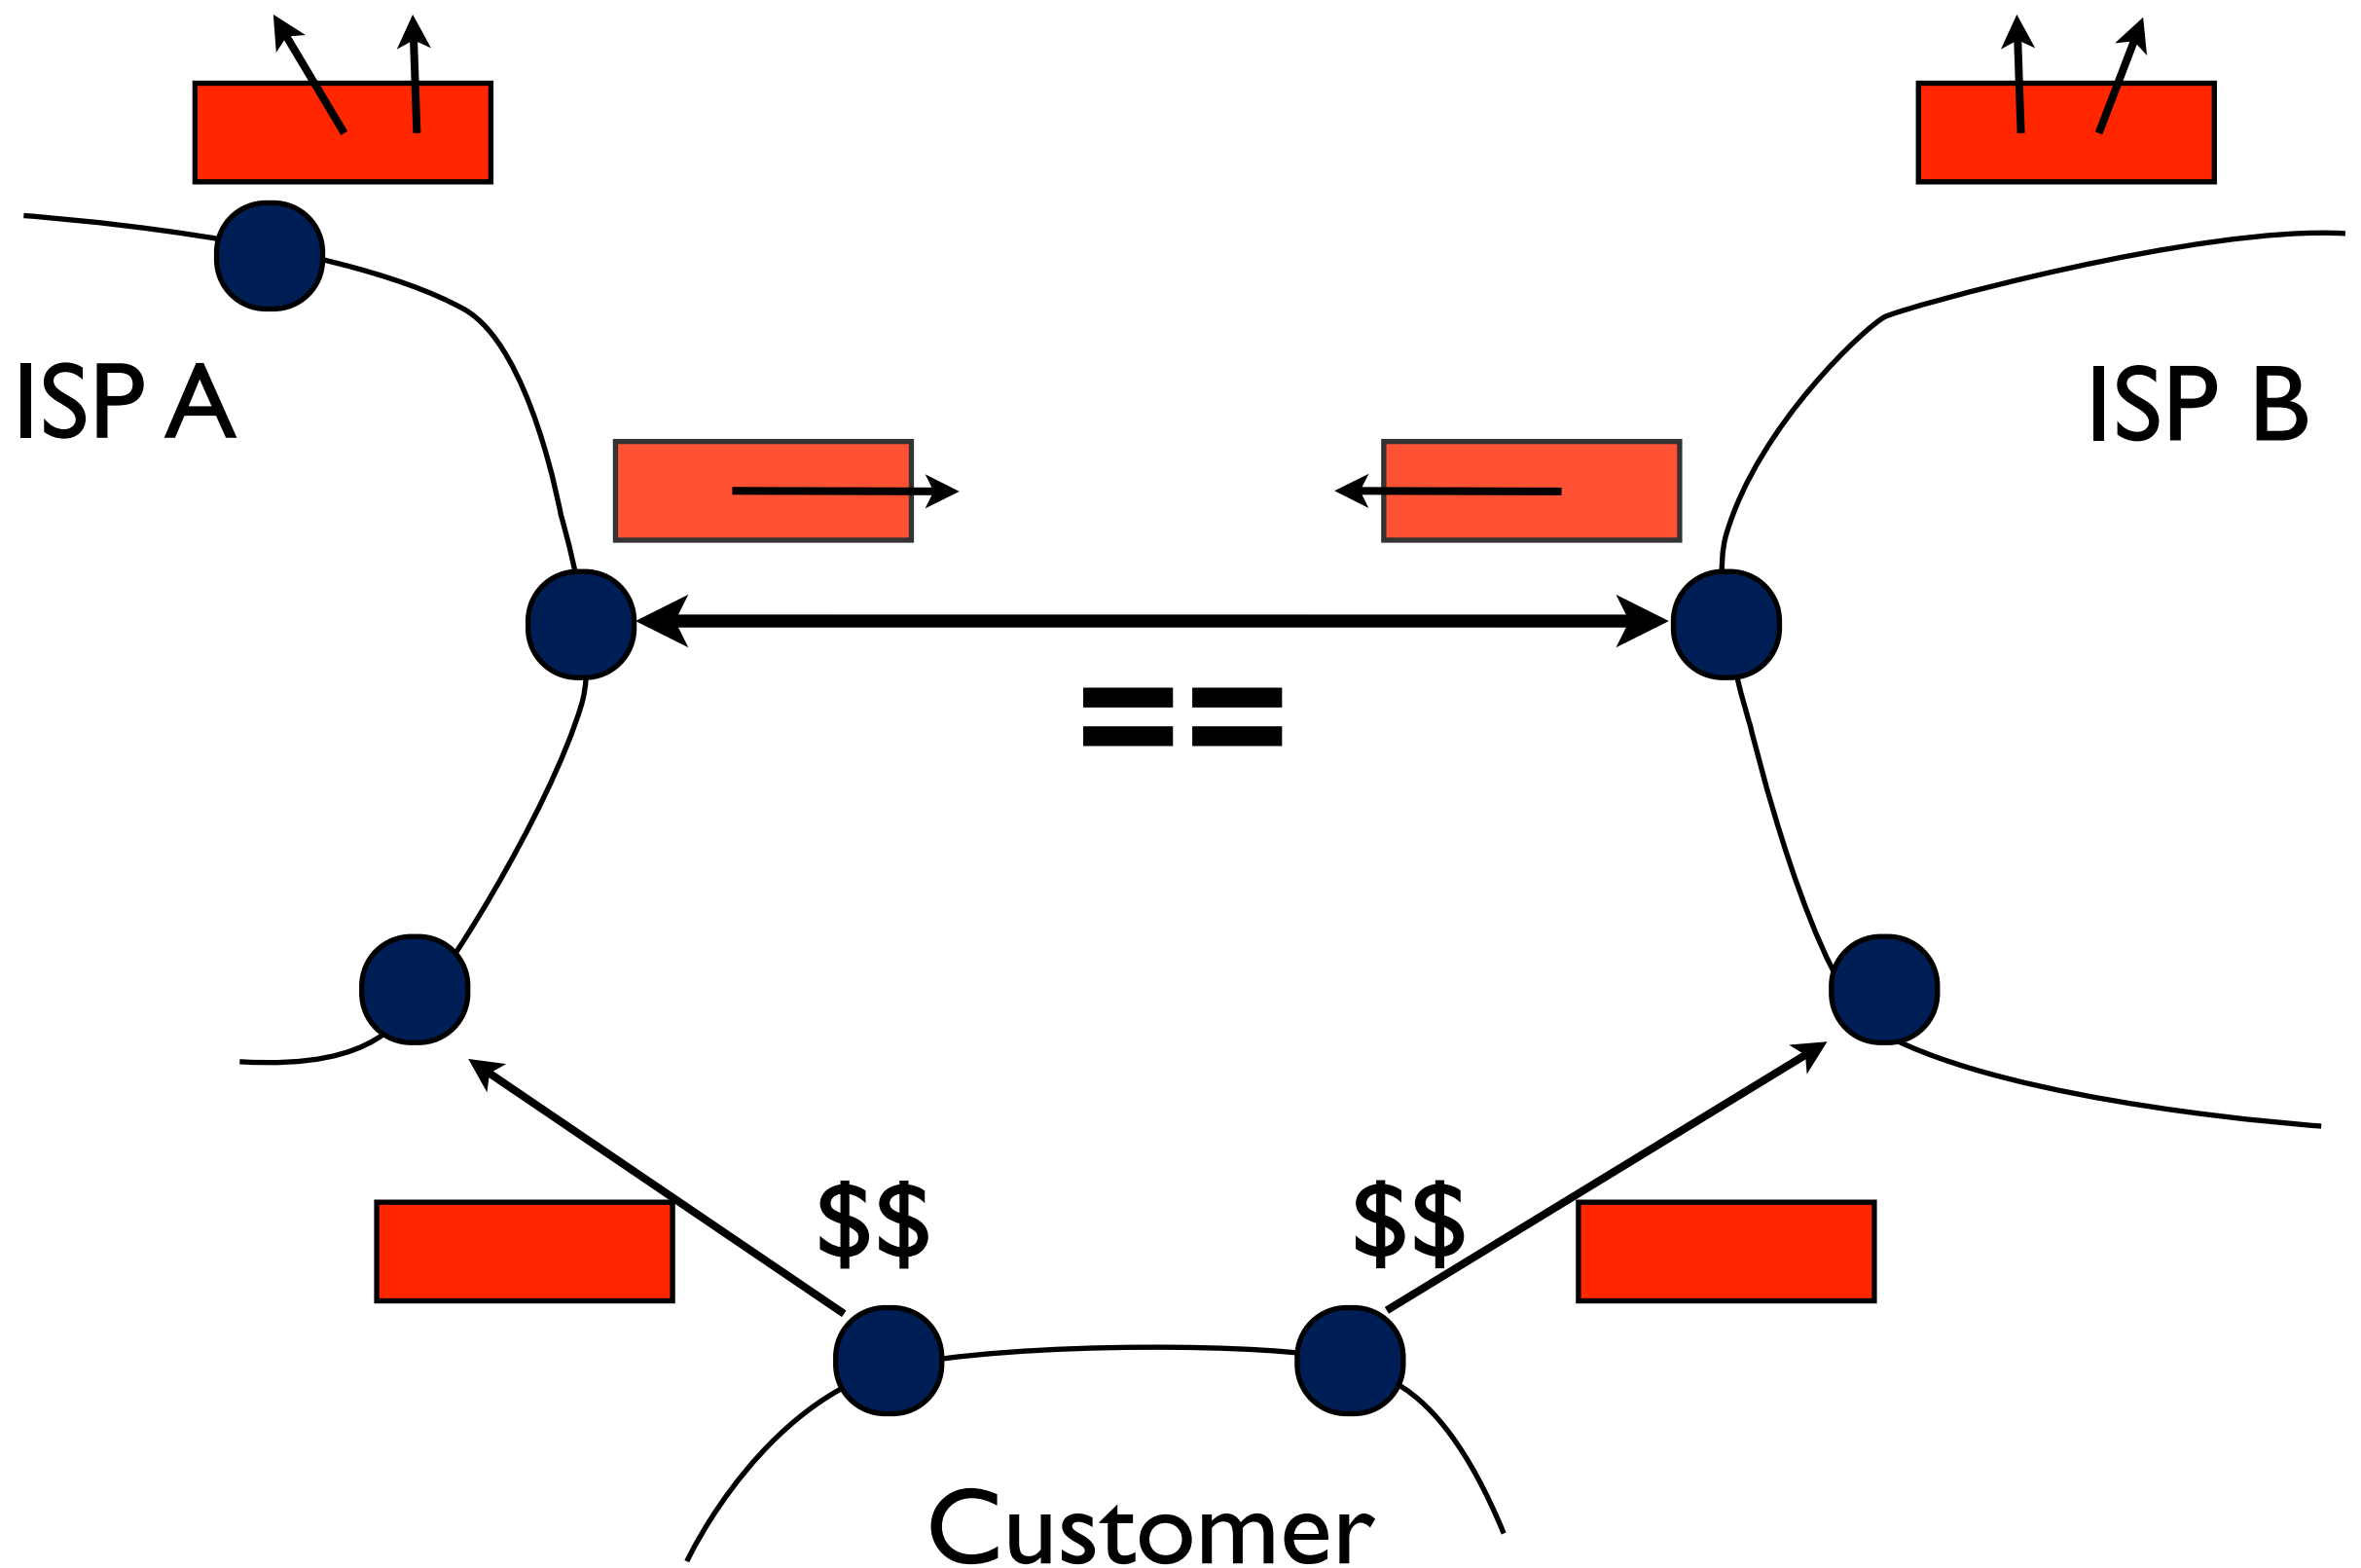 ISP A
ISP B
==
$$
$$
Customer